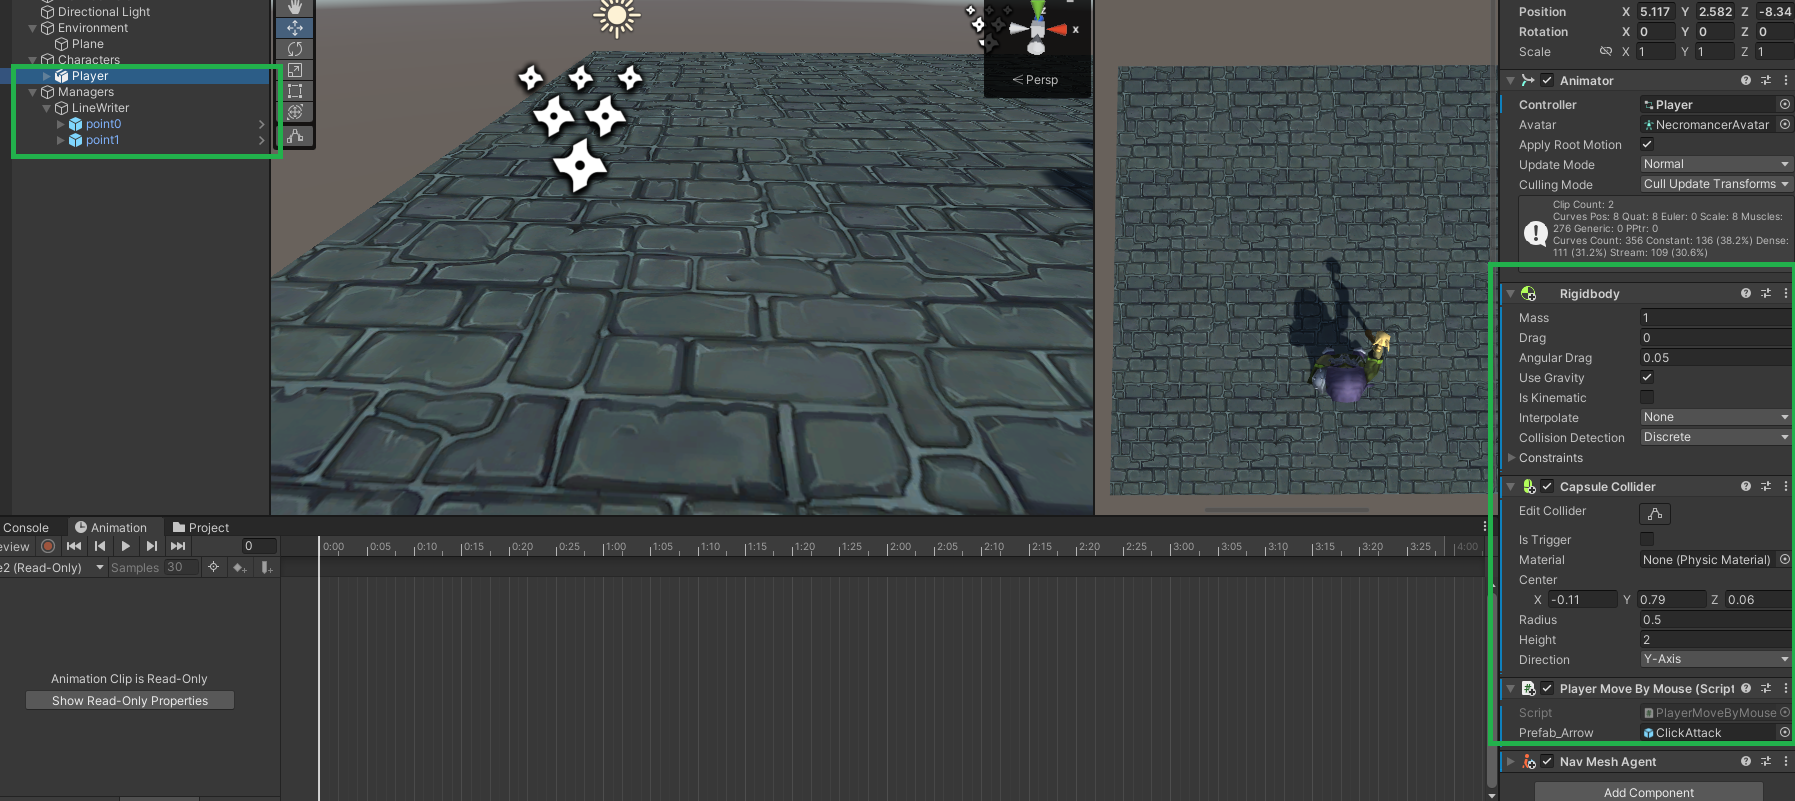 Directional Light
Environment
Plane
Characters
Player
Managers
LineWriter
point0
point1
x
Persp
Position X 5.117 Y 2.582 Z -8.34
Rotation X 0 Y 0 Z 0
Scale X 1 Y 1 Z 1
Animator
Controller Player
Avatar NecromancerAvatar
Apply Root Motion
Update Mode Normal
Culling Mode Cull Update Transforms
Clip Count: 2
Curves Pos: 8 Quat: 8 Euler: 0 Scale: 8 Muscles:
276 Generic: 0 PPtr: 0
Curves Count: 356 Constant: 136 (38.2%) Dense:
111 (31.2%) Stream: 109 (30.6%)
Rigidbody
Mass 1
Drag 0
Angular Drag 0.05
Use Gravity
Is Kinematic
Interpolate None
Collision Detection Discrete
Constraints
Capsule Collider
Edit Collider
Is Trigger
Material None (Physic Material)
Center
X -0.11 Y 0.79 Z 0.06
Radius 0.5
Height 2
Direction Y-Axis
Player Move By Mouse (Script
Script PlayerMoveByMouse
Prefab_Arrow ClickAttack
Nav Mesh Agent
Add Component
Console Animation Project
eview 0
e2 (Read-Only) Samples 30
0:00 0:05 0:10 0:15 0:20 0:25 1:00 1:05 1:10 1:15 1:20 1:25 2:00 2:05 2:10 2:15 2:20 2:25 3:00 3:05 3:10 3:15 3:20 3:25 4:00
Animation Clip is Read-Only
Show Read-Only Properties